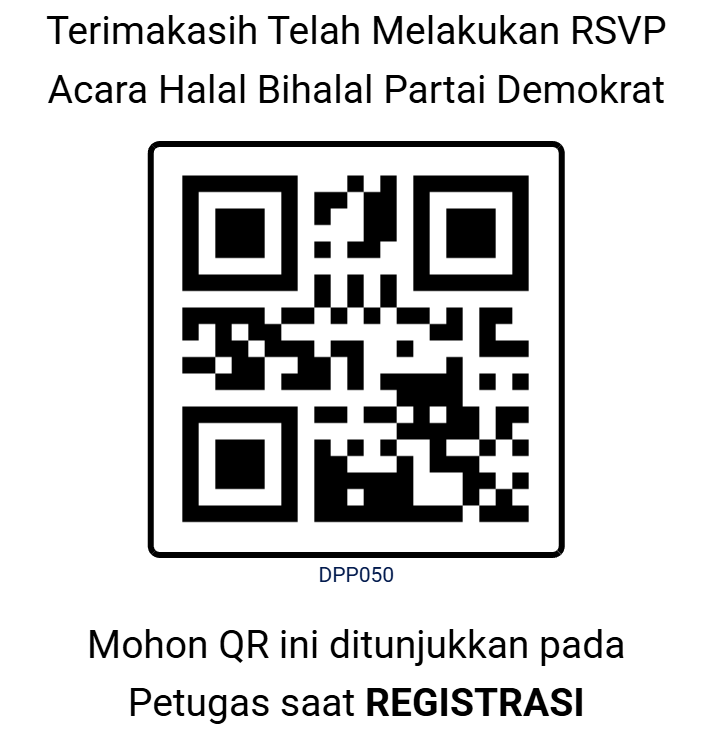 Terimakasih Telah Melakukan RSVP
Acara Halal Bihalal Partai Demokrat
DPP050
Mohon QR ini ditunjukkan pada
Petugas saat REGISTRASI